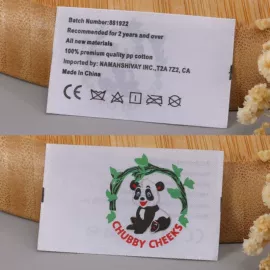 Batch Number:881922
Recommended for 2 years and over
All new materials
100% premium quality pp cotton
Imported by: NAMAHSHIVAY INC.,T2A 7Z2, CA
Made In China
CE
CHUBBY CHEEKS